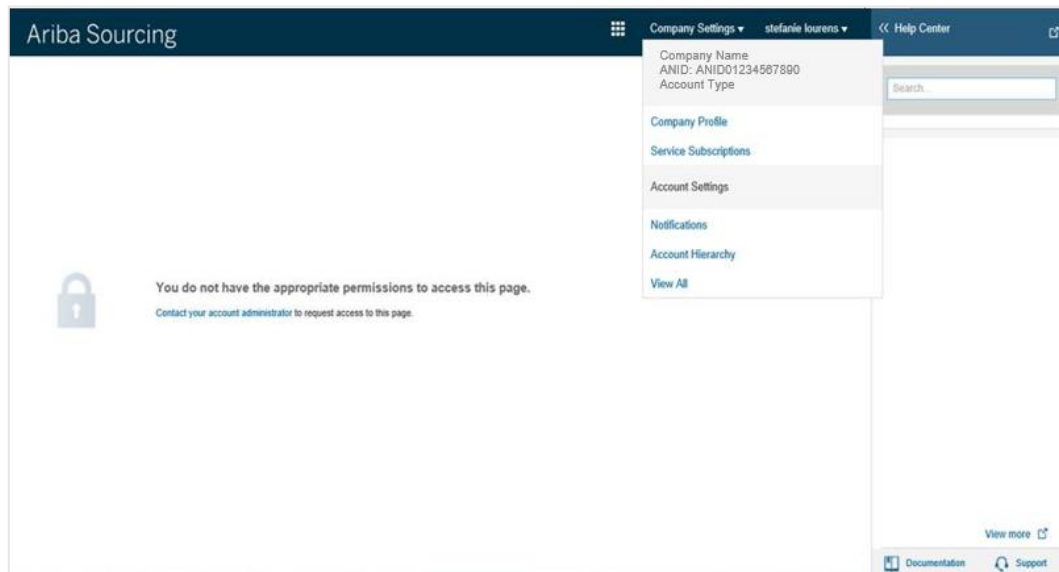 Ariba Sourcing
Company Settings ▾
stefanie lourens ▾
<< Help Center
Company Name
ANID: ANID01234567890
Account Type
Search...
Company Profile
Service Subscriptions
Account Settings
Notifications
Account Hierarchy
View All
You do not have the appropriate permissions to access this page.
Contact your account administrator to request access to this page.
View more
Documentation
Support